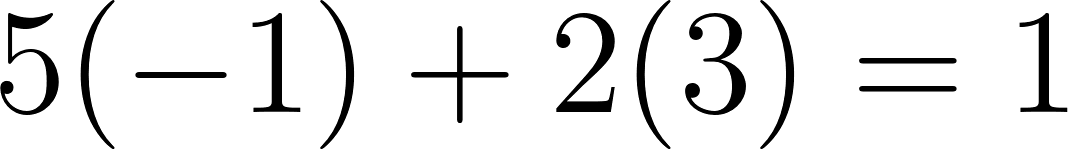 5(−1) + 2(3) = 1